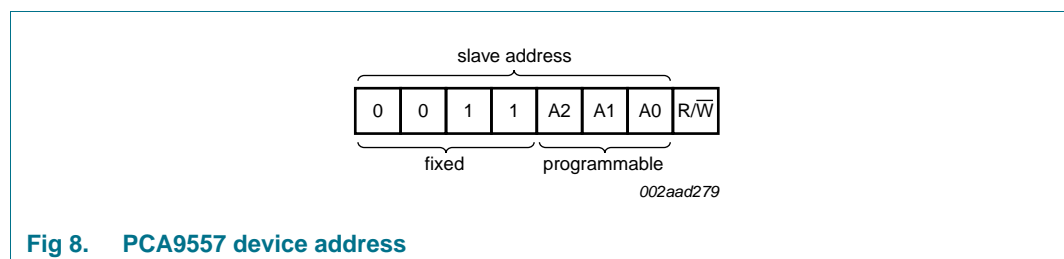 slave address
0 0 1 1 A2 A1 A0 R/W̅
fixed programmable
002aad279
Fig 8. PCA9557 device address